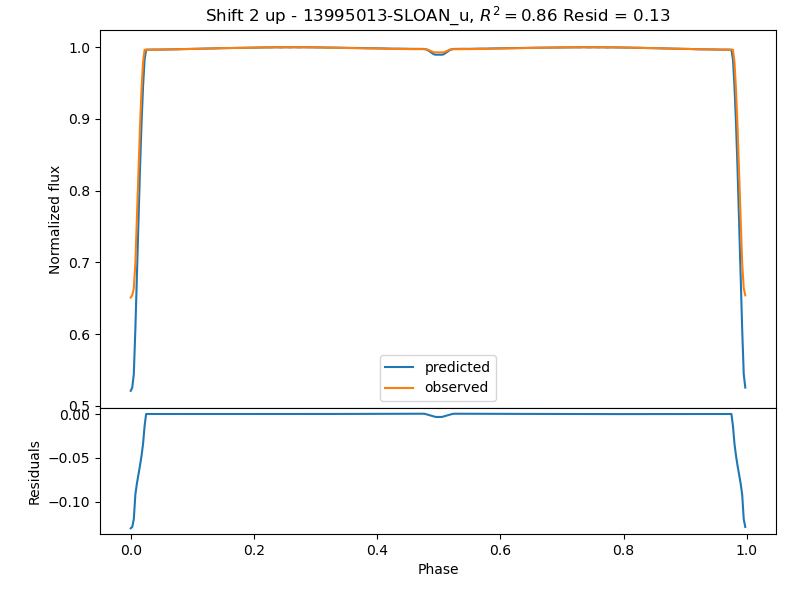 Shift 2 up - 13995013-SLOAN_u, R² = 0.86 Resid = 0.13
1.0
0.9
0.8
0.7
0.6
0.5
Normalized flux
predicted
observed
0.00
−0.05
−0.10
Residuals
0.0 0.2 0.4 0.6 0.8 1.0
Phase